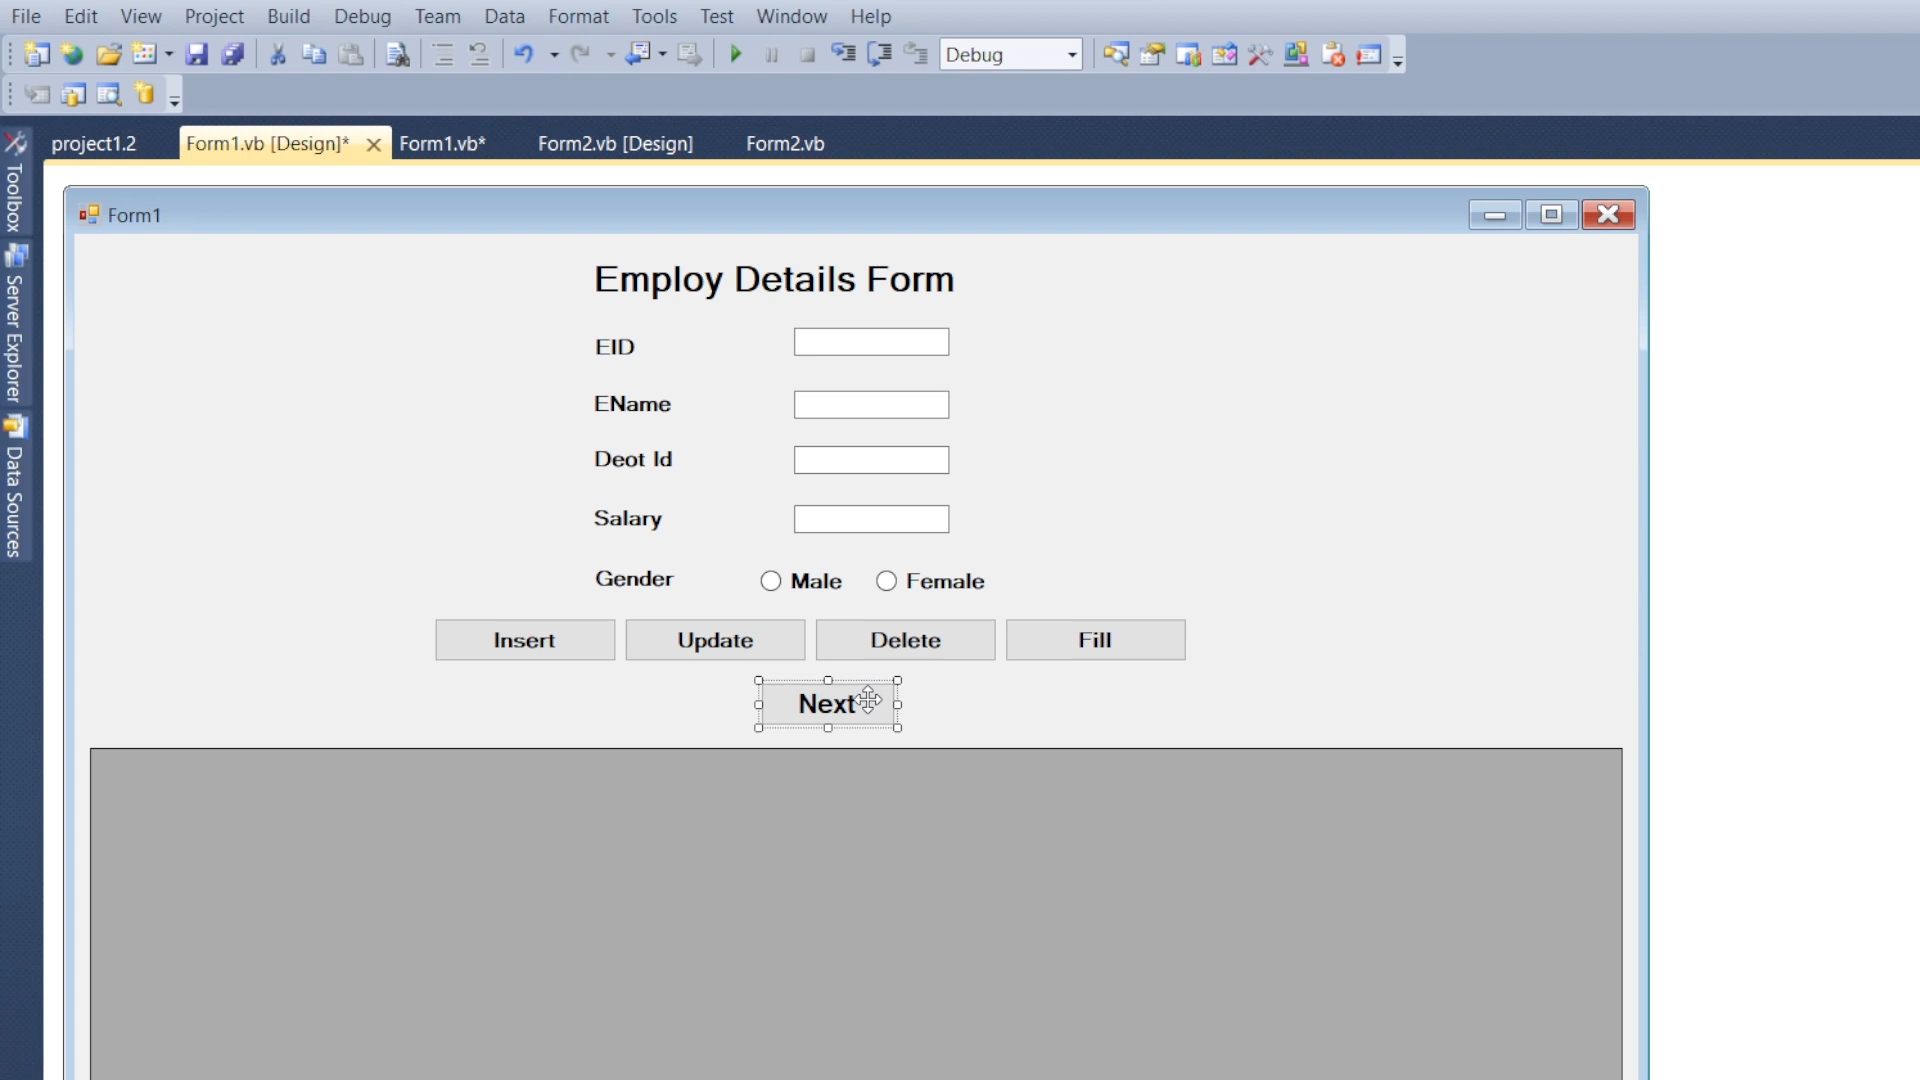 File Edit View Project Build Debug Team Data Format Tools Test Window Help
Debug
project1.2 Form1.vb [Design]* Form1.vb* Form2.vb [Design] Form2.vb
Toolbox
Server Explorer
Data Sources
Form1
Employ Details Form
EID
EName
Deot Id
Salary
Gender Male Female
Insert Update Delete Fill
Next